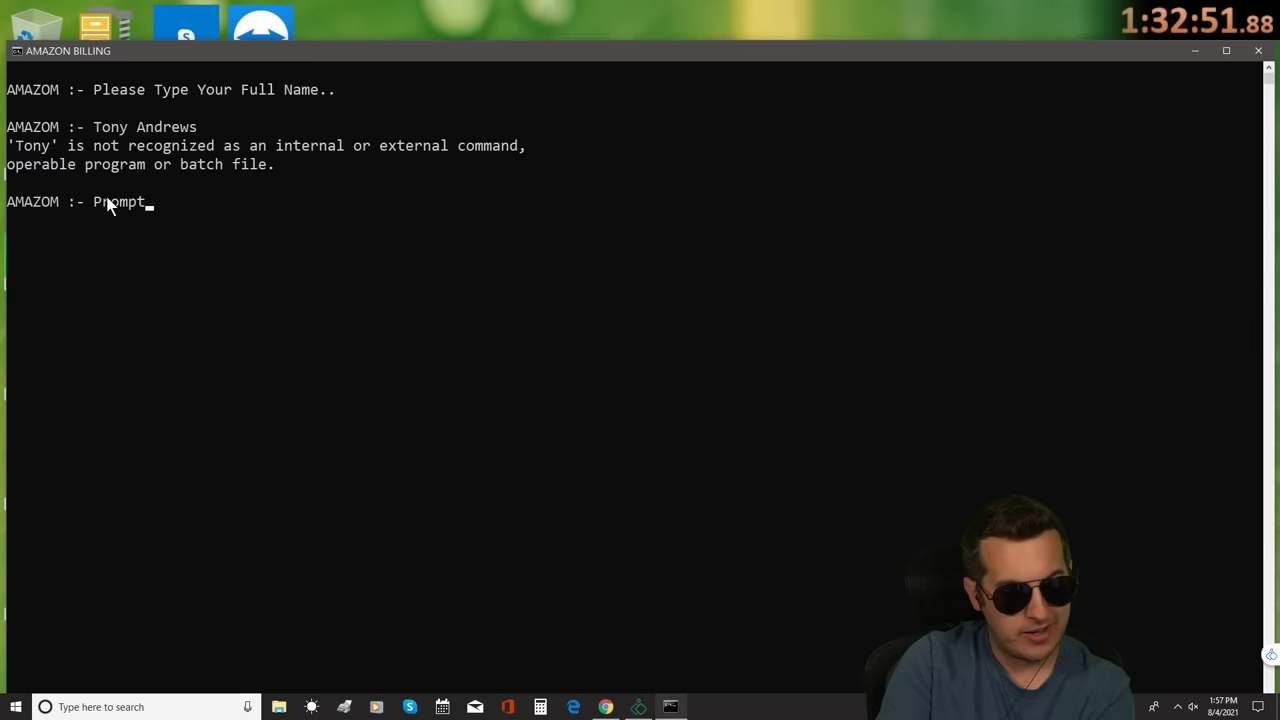 1:32:51.88
AMAZON BILLING
AMAZOM :- Please Type Your Full Name..
AMAZOM :- Tony Andrews
'Tony' is not recognized as an internal or external command,
operable program or batch file.
AMAZOM :- Prompt
Type here to search
1:57 PM
8/4/2021